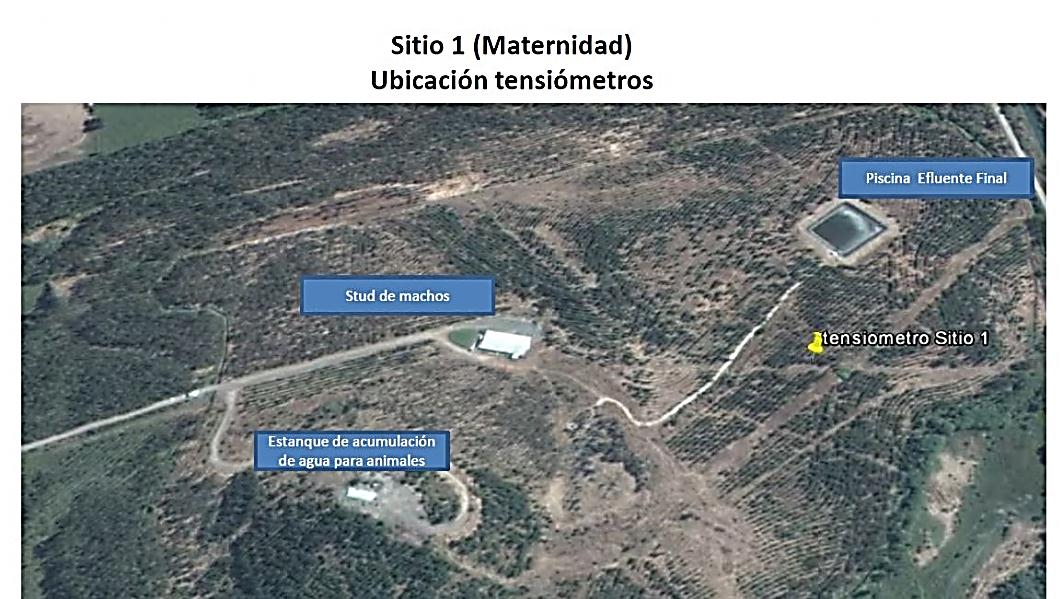 Sitio 1 (Maternidad)
Ubicación tensiómetros
Piscina Efluente Final
Stud de machos
tensiometro Sitio 1
Estanque de acumulación
de agua para animales